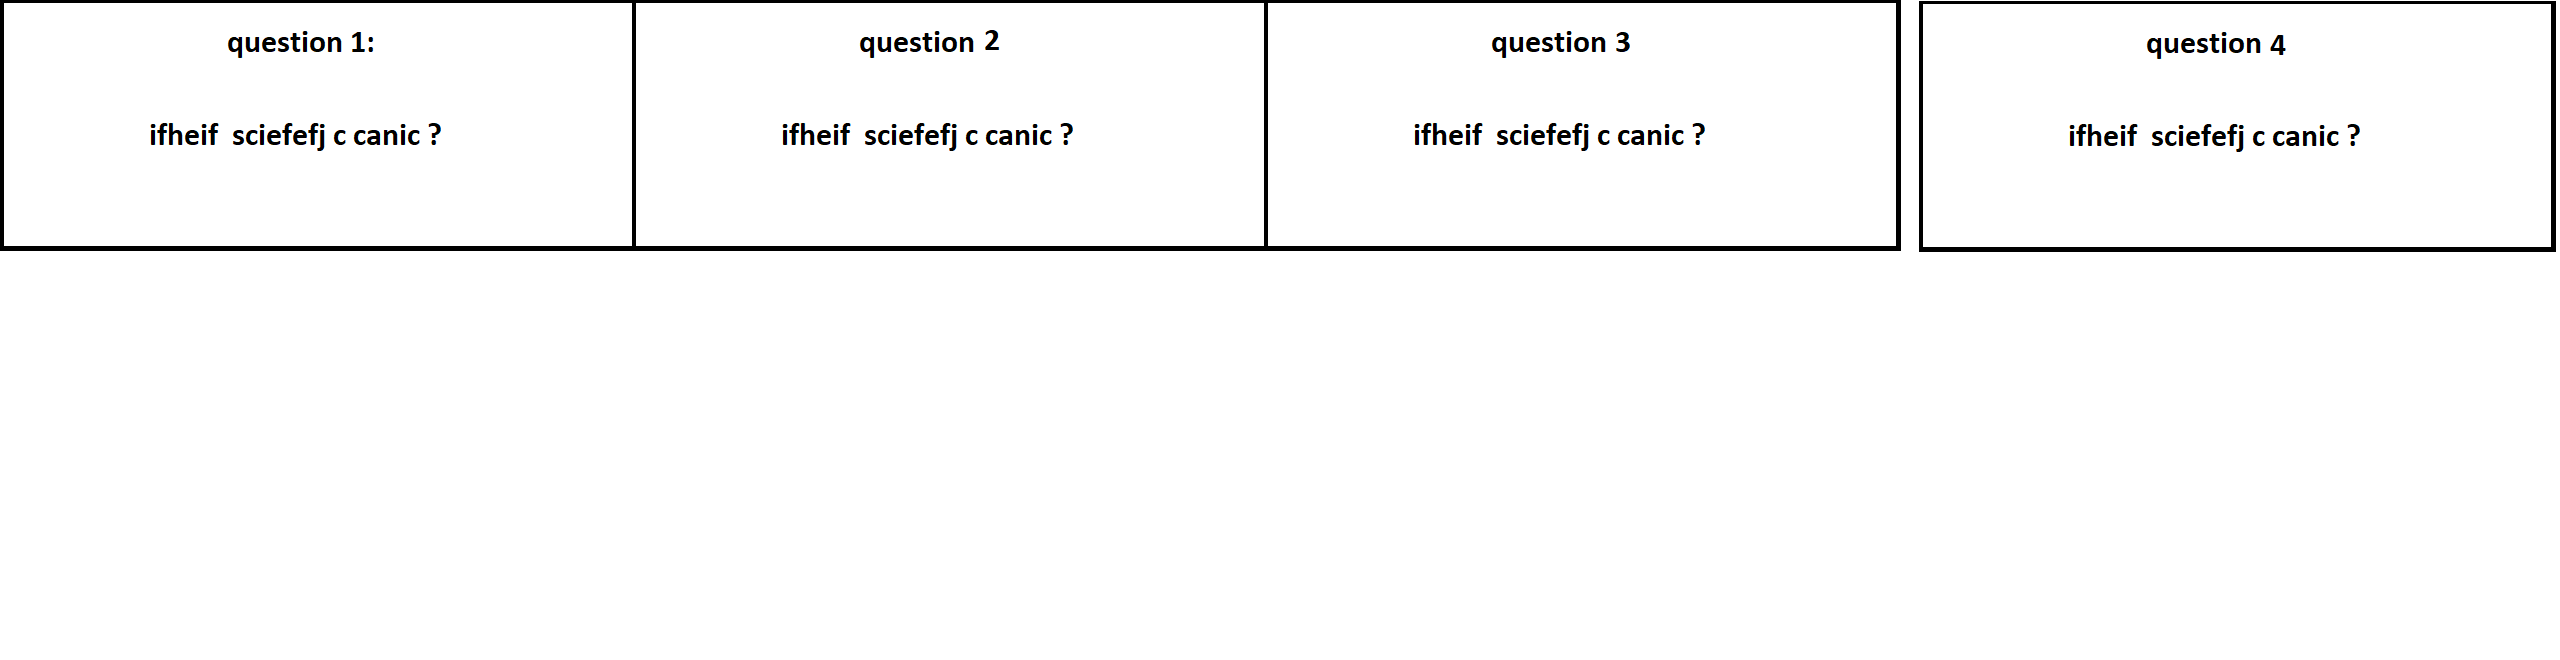 question 1:
ifheif  sciefefj c canic ?
question 2
ifheif  sciefefj c canic ?
question 3
ifheif  sciefefj c canic ?
question 4
ifheif  sciefefj c canic ?